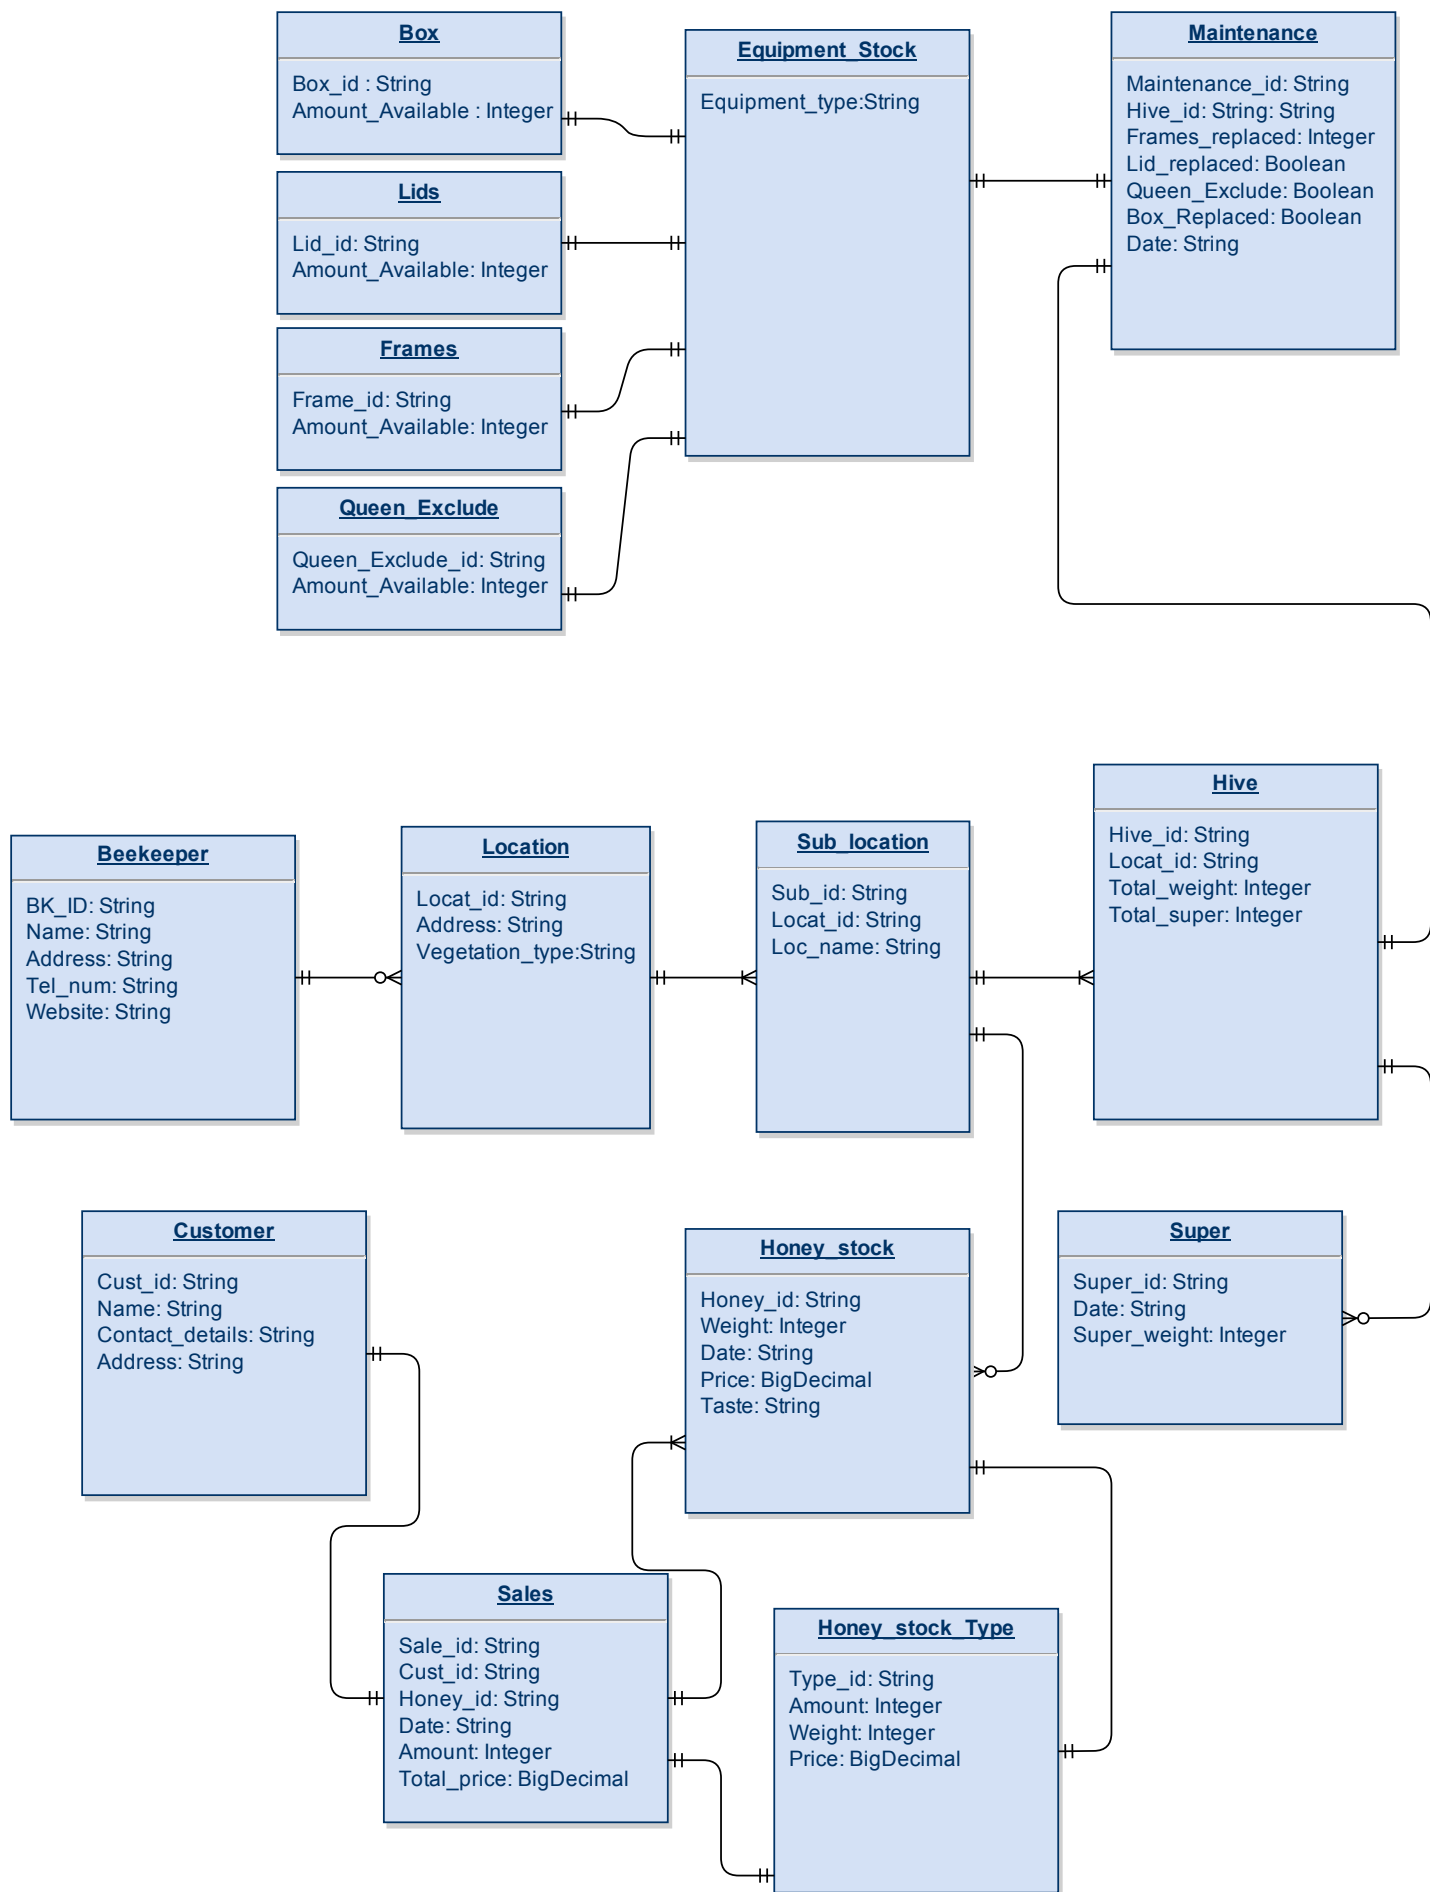 Box
Box_id : String
Amount_Available : Integer
Lids
Lid_id: String
Amount_Available: Integer
Frames
Frame_id: String
Amount_Available: Integer
Queen_Exclude
Queen_Exclude_id: String
Amount_Available: Integer
Equipment_Stock
Equipment_type:String
Maintenance
Maintenance_id: String
Hive_id: String: String
Frames_replaced: Integer
Lid_replaced: Boolean
Queen_Exclude: Boolean
Box_Replaced: Boolean
Date: String
Beekeeper
BK_ID: String
Name: String
Address: String
Tel_num: String
Website: String
Location
Locat_id: String
Address: String
Vegetation_type:String
Sub_location
Sub_id: String
Locat_id: String
Loc_name: String
Hive
Hive_id: String
Locat_id: String
Total_weight: Integer
Total_super: Integer
Customer
Cust_id: String
Name: String
Contact_details: String
Address: String
Honey_stock
Honey_id: String
Weight: Integer
Date: String
Price: BigDecimal
Taste: String
Super
Super_id: String
Date: String
Super_weight: Integer
Sales
Sale_id: String
Cust_id: String
Honey_id: String
Date: String
Amount: Integer
Total_price: BigDecimal
Honey_stock_Type
Type_id: String
Amount: Integer
Weight: Integer
Price: BigDecimal